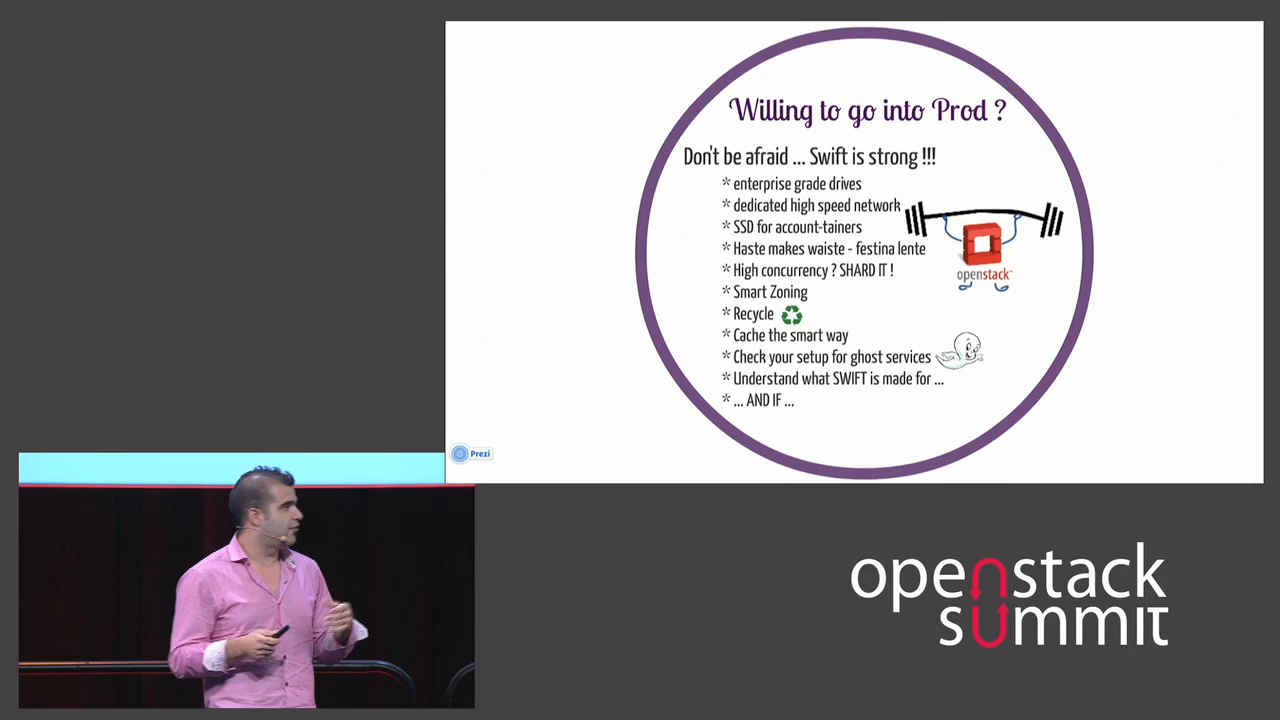 Willing to go into Prod ?
Don't be afraid ... Swift is strong !!!
* enterprise grade drives
* dedicated high speed network
* SSD for account-tainers
* Haste makes waiste - festina lente
* High concurrency ? SHARD IT !
* Smart Zoning
* Recycle
* Cache the smart way
* Check your setup for ghost services
* Understand what SWIFT is made for ...
* ... AND IF ...
openstack™
Prezi
openstack
summit